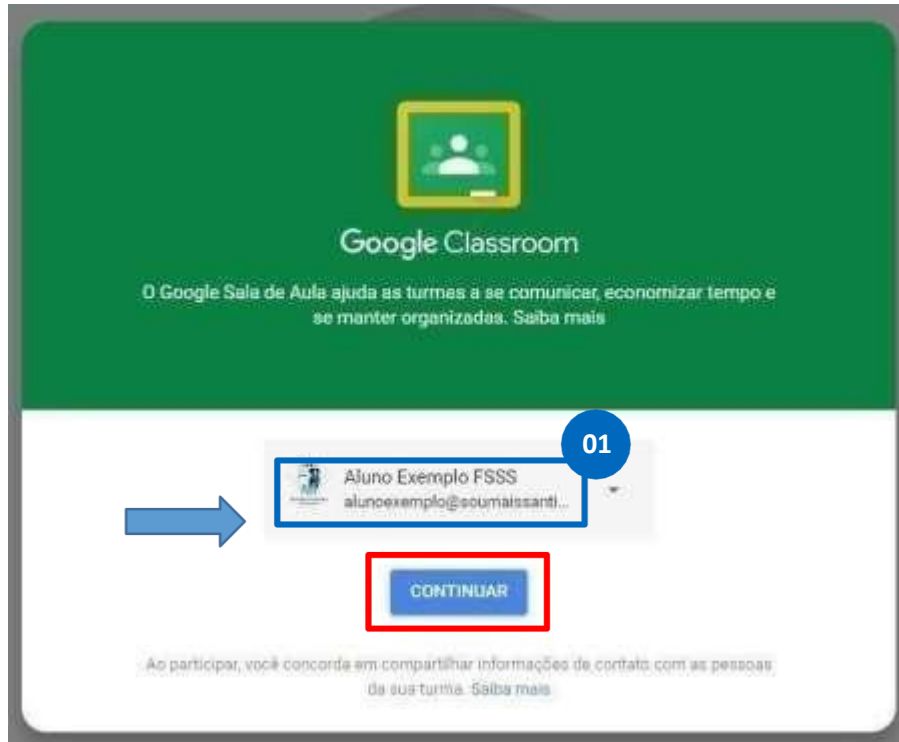 Google Classroom
O Google Sala de Aula ajuda as turmas a se comunicar, economizar tempo e
se manter organizadas. Saiba mais
01
Aluno Exemplo FSSS
alunoexemplo@soumaissanti...
CONTINUAR
Ao participar, você concorda em compartilhar informações de contato com as pessoas
da sua turma. Saiba mais